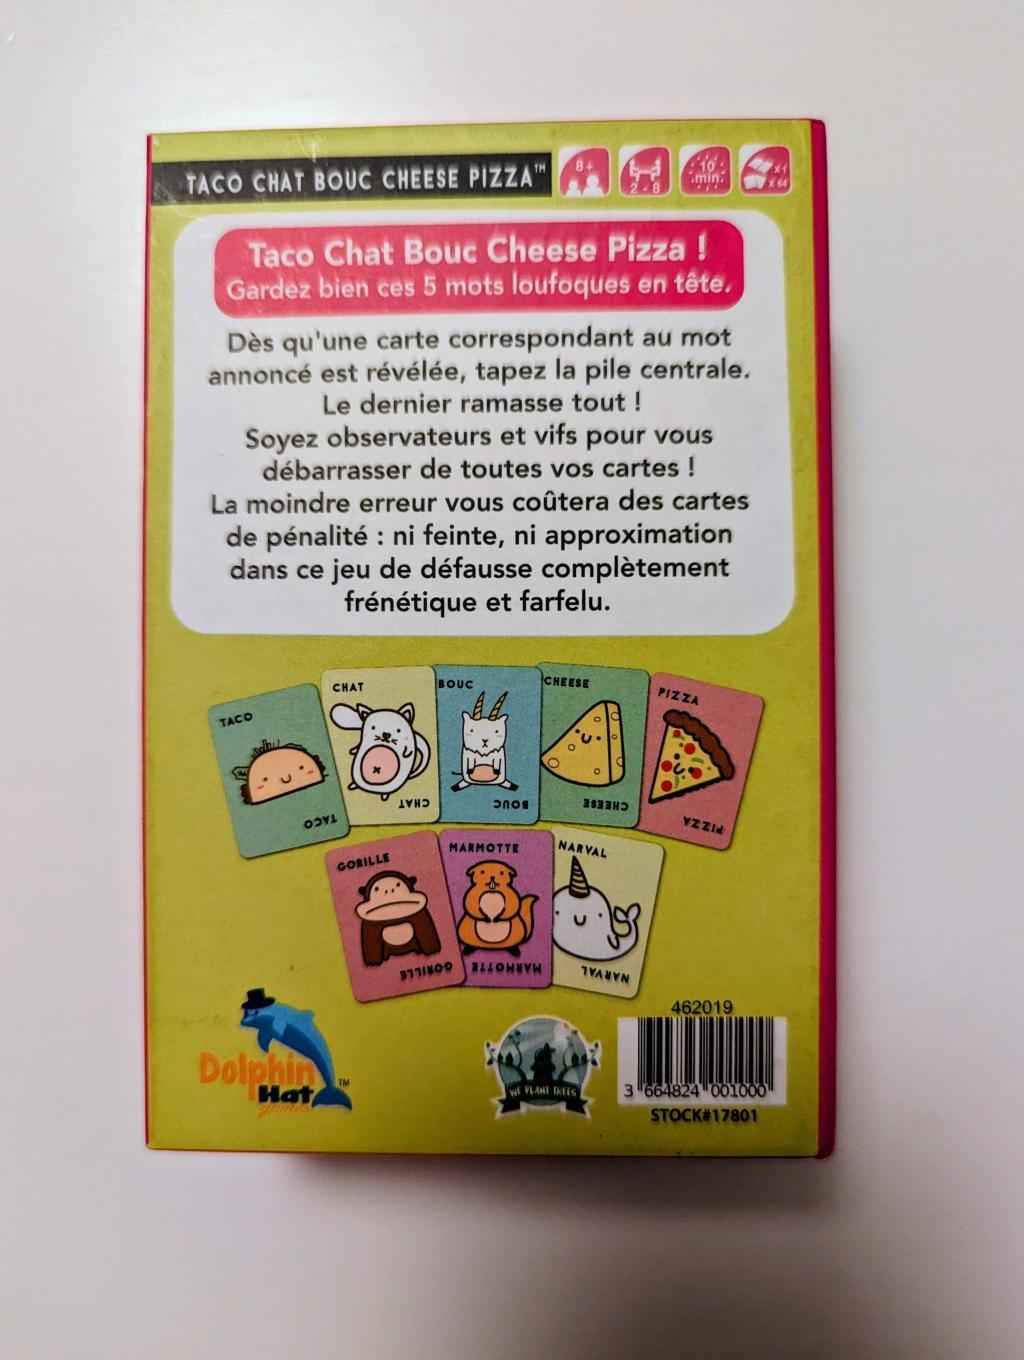 TACO CHAT BOUC CHEESE PIZZA™
8+
2 - 8
10
min.
x1
x 64
Taco Chat Bouc Cheese Pizza !
Gardez bien ces 5 mots loufoques en tête.
Dès qu'une carte correspondant au mot
annoncé est révélée, tapez la pile centrale.
Le dernier ramasse tout !
Soyez observateurs et vifs pour vous
débarrasser de toutes vos cartes !
La moindre erreur vous coûtera des cartes
de pénalité : ni feinte, ni approximation
dans ce jeu de défausse complètement
frénétique et farfelu.
TACO
CHAT
BOUC
CHEESE
PIZZA
TACO
CHAT
BOUC
CHEESE
PIZZA
GORILLE
MARMOTTE
NARVAL
GORILLE
MARMOTTE
NARVAL
Dolphin
Hat™
games
WE PLANT TREES
462019
3 664824 001000
STOCK#17801